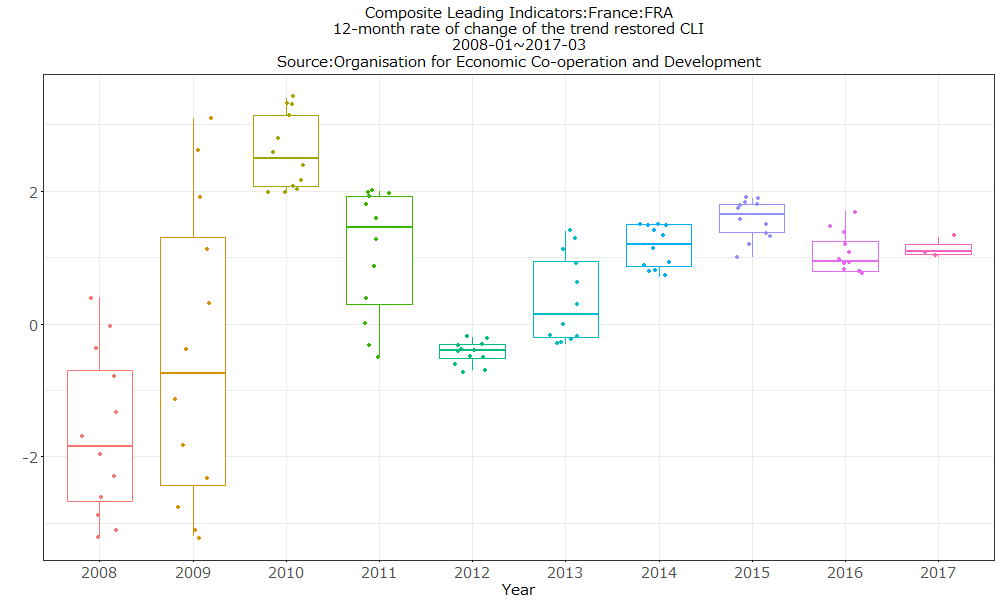 Composite Leading Indicators:France:FRA
12-month rate of change of the trend restored CLI
2008-01~2017-03
Source:Organisation for Economic Co-operation and Development
2
0
-2
2008 2009 2010 2011 2012 2013 2014 2015 2016 2017
Year